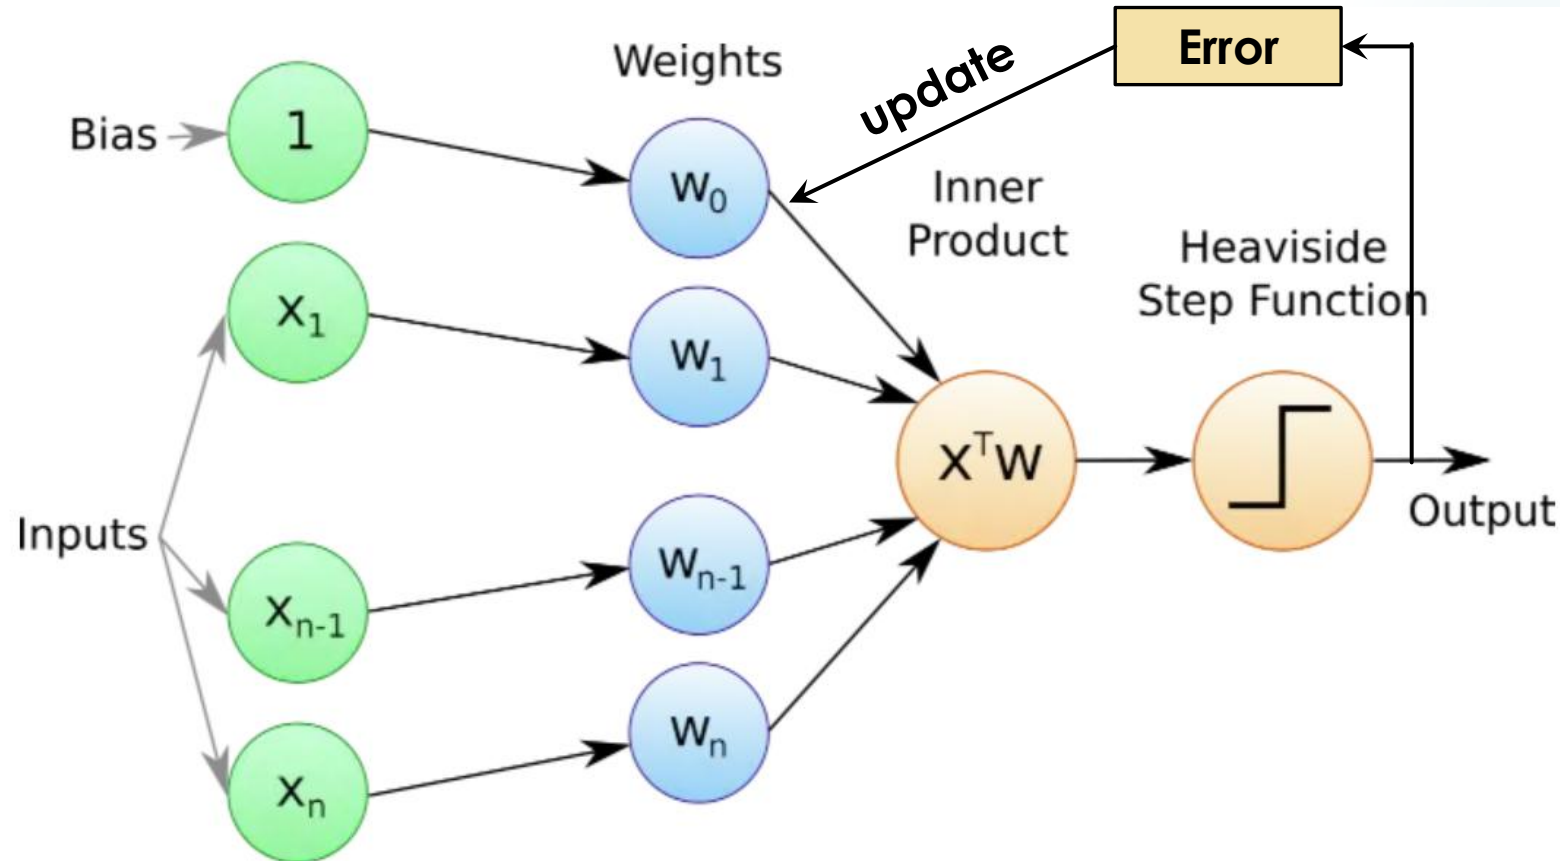 Error
update
Weights
Bias
1
w0
Inner
Product
Heaviside
Step Function
x1
w1
XᵀW
Inputs
Output
xn-1
wn-1
xn
wn